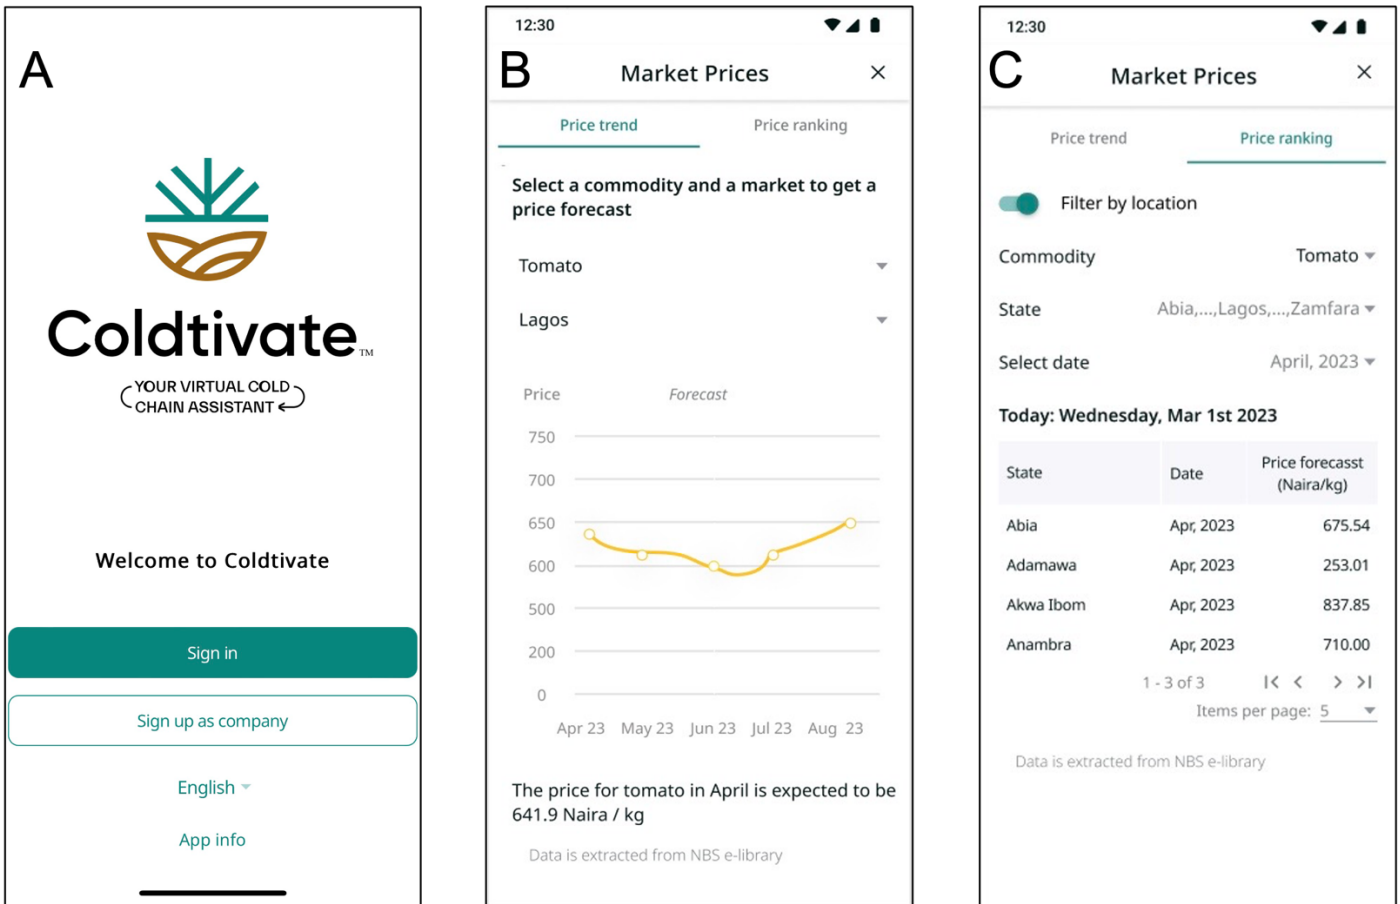 A
Coldtivate TM
YOUR VIRTUAL COLD
CHAIN ASSISTANT
Welcome to Coldtivate
Sign in
Sign up as company
English
App info
12:30
B
Market Prices
Price trend Price ranking
Select a commodity and a market to get a
price forecast
Tomato
Lagos
Price Forecast
750
700
650
600
500
200
0
Apr 23 May 23 Jun 23 Jul 23 Aug 23
The price for tomato in April is expected to be
641.9 Naira / kg
Data is extracted from NBS e-library
12:30
C
Market Prices
Price trend Price ranking
Filter by location
Commodity Tomato
State Abia,...,Lagos,...,Zamfara
Select date April, 2023
Today: Wednesday, Mar 1st 2023
State Date Price forecasst
(Naira/kg)
Abia Apr, 2023 675.54
Adamawa Apr, 2023 253.01
Akwa Ibom Apr, 2023 837.85
Anambra Apr, 2023 710.00
1 - 3 of 3
Items per page: 5
Data is extracted from NBS e-library